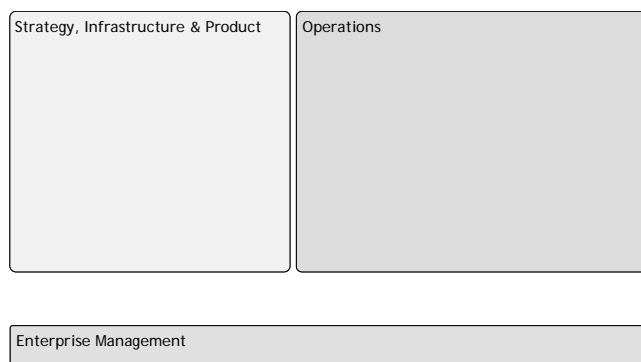 Strategy, Infrastructure & Product
Operations
Enterprise Management